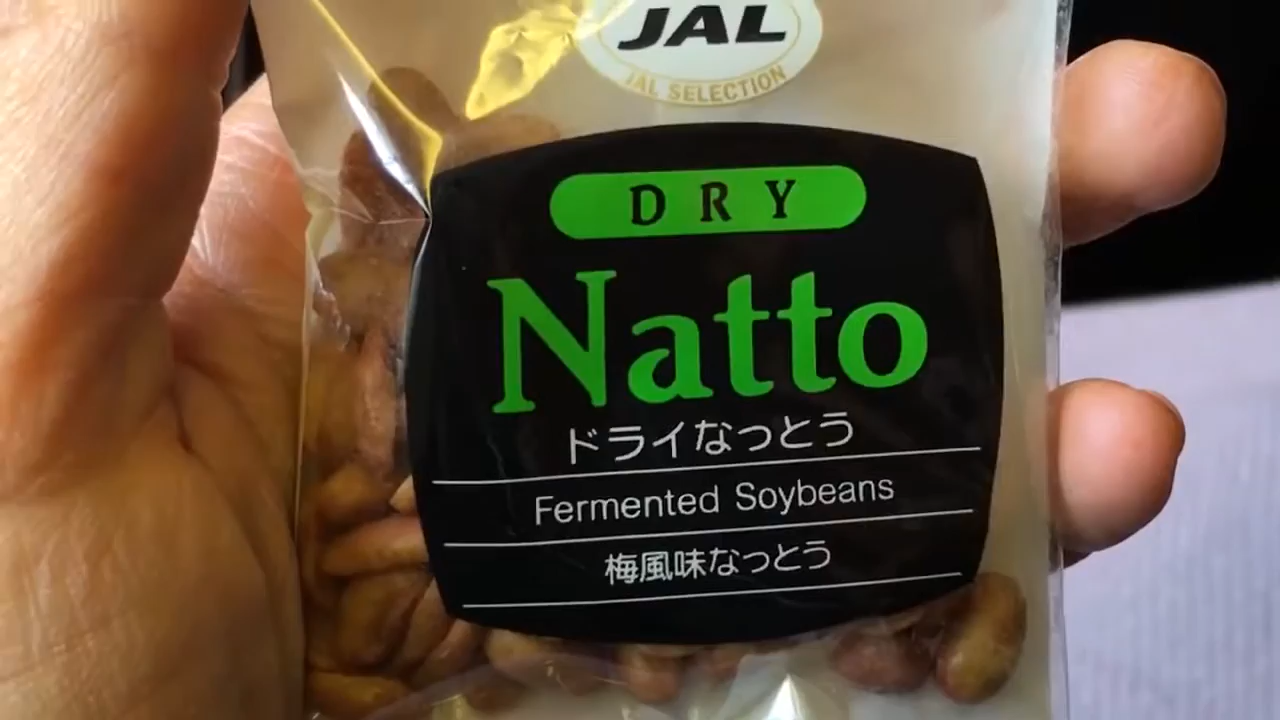 JAL
JAL SELECTION
DRY
Natto
ドライなっとう
Fermented Soybeans
梅風味なっとう